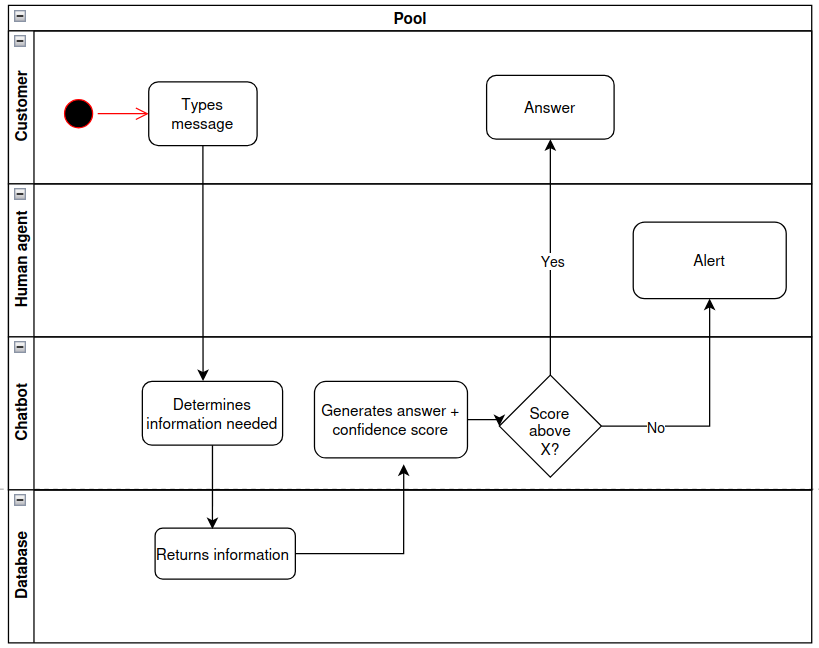 Pool
Customer
Types
message
Answer
Human agent
Yes
Alert
Chatbot
Determines
information needed
Generates answer +
confidence score
Score
above
X?
No
Database
Returns information